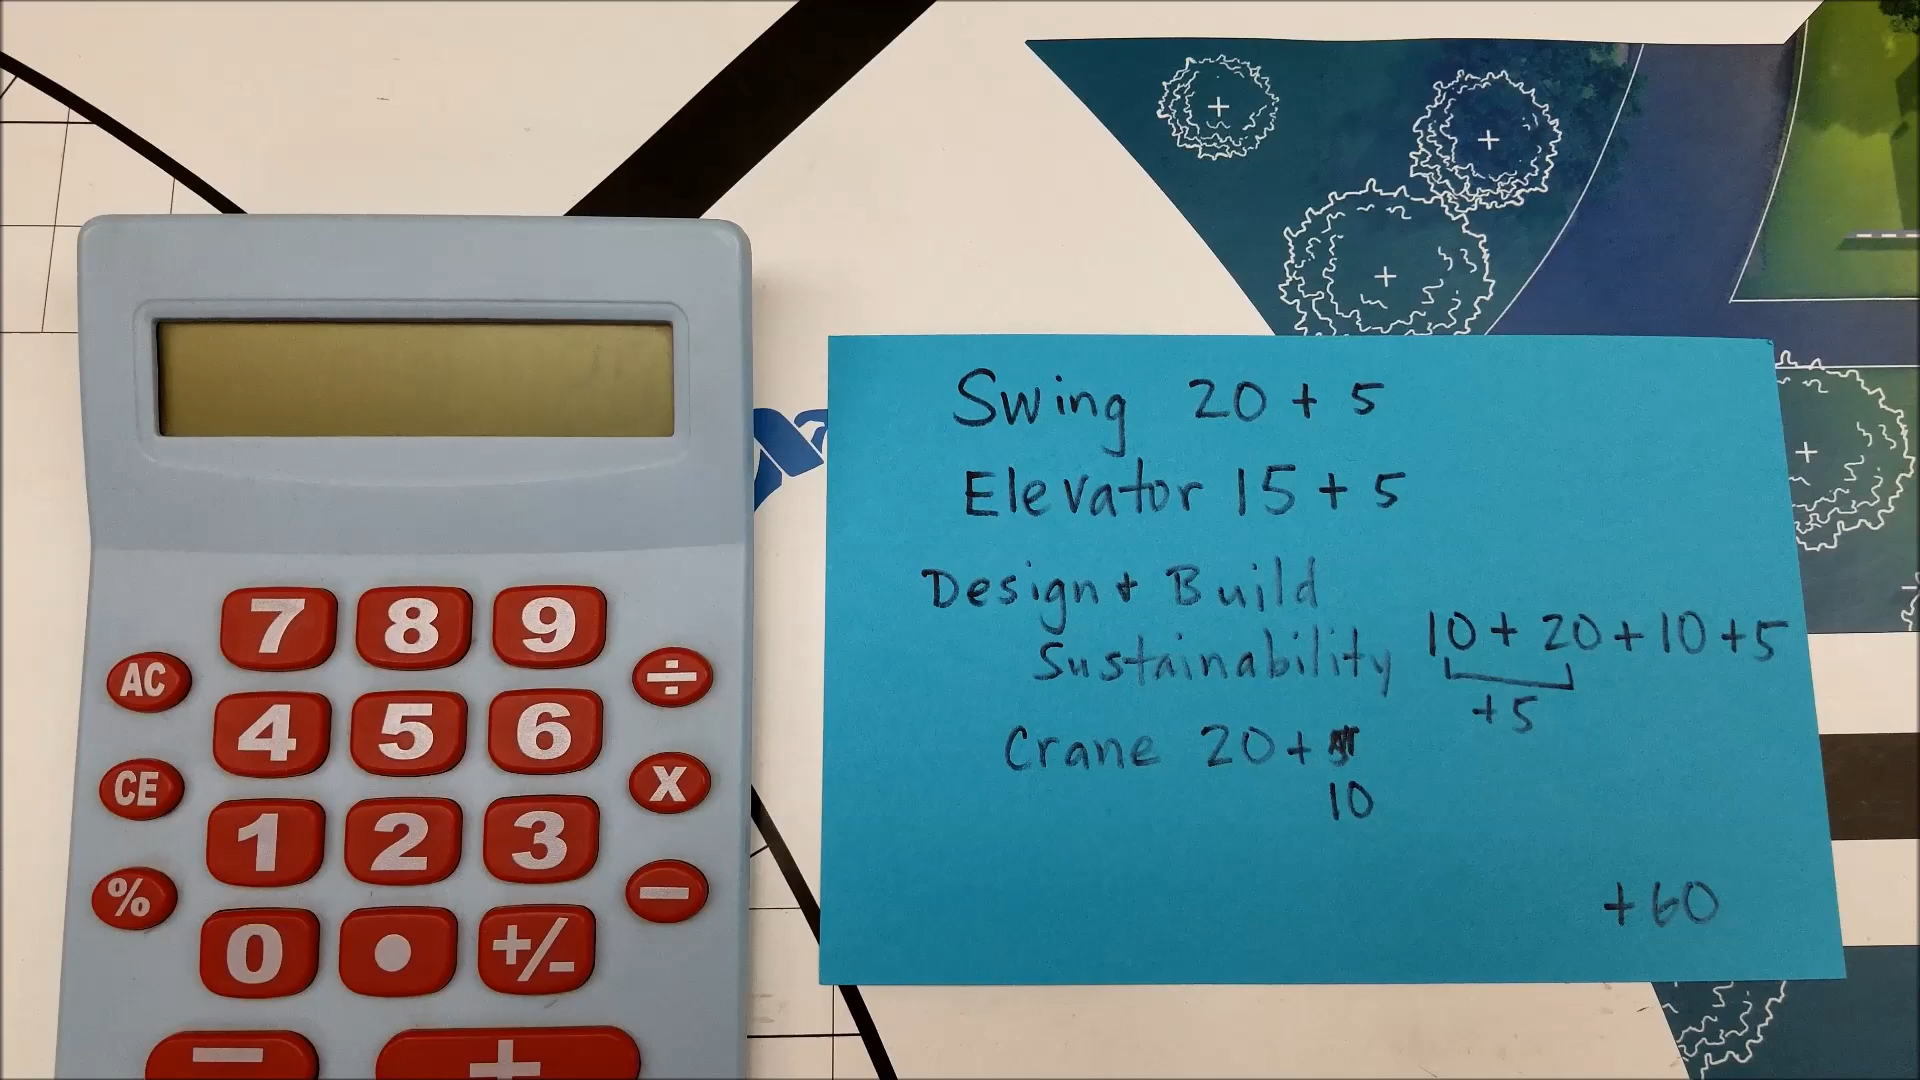 Swing 20 + 5
Elevator 15 + 5
Design + Build
Sustainability 10 + 20 + 10 + 5
+5
Crane 20 +
10
+60
7 8 9
AC ÷
4 5 6
CE X
1 2 3
% −
0 • +/-
− +